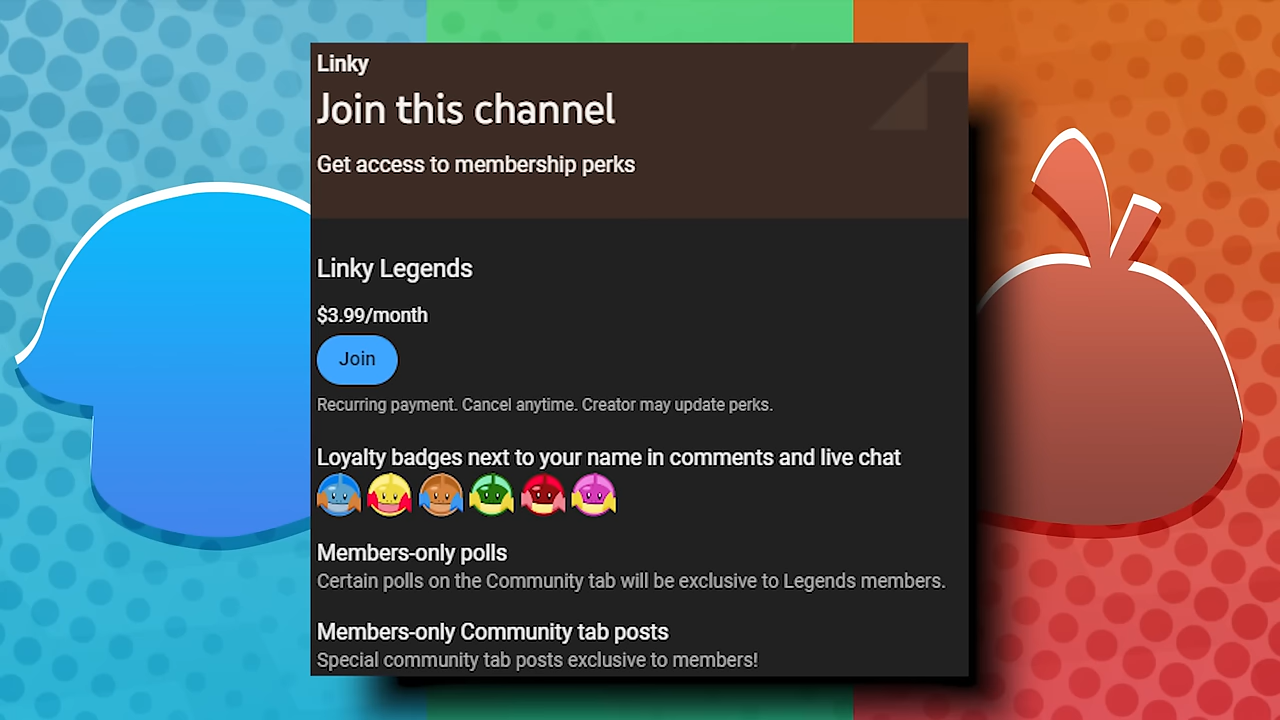 Linky
Join this channel
Get access to membership perks
Linky Legends
$3.99/month
Join
Recurring payment. Cancel anytime. Creator may update perks.
Loyalty badges next to your name in comments and live chat
Members-only polls
Certain polls on the Community tab will be exclusive to Legends members.
Members-only Community tab posts
Special community tab posts exclusive to members!